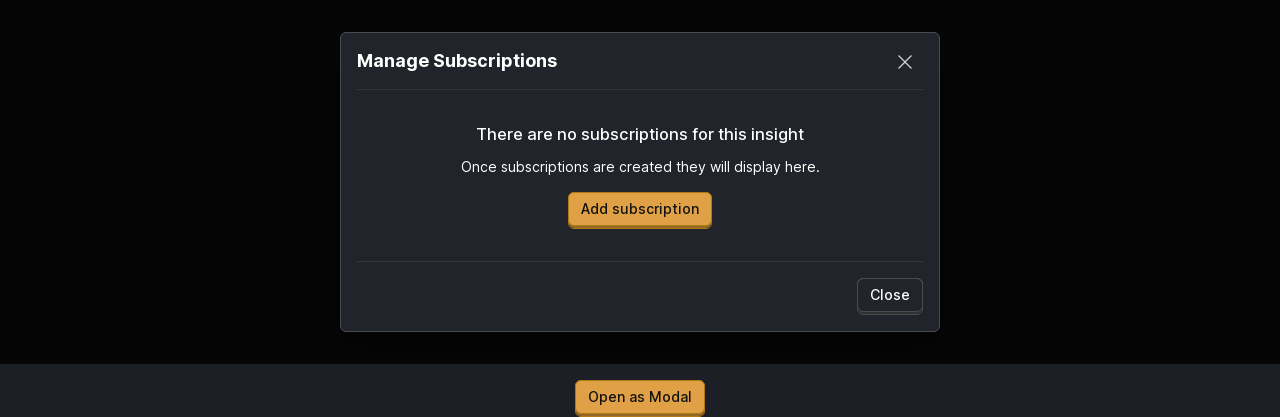 Manage Subscriptions
There are no subscriptions for this insight
Once subscriptions are created they will display here.
Add subscription
Close
Open as Modal